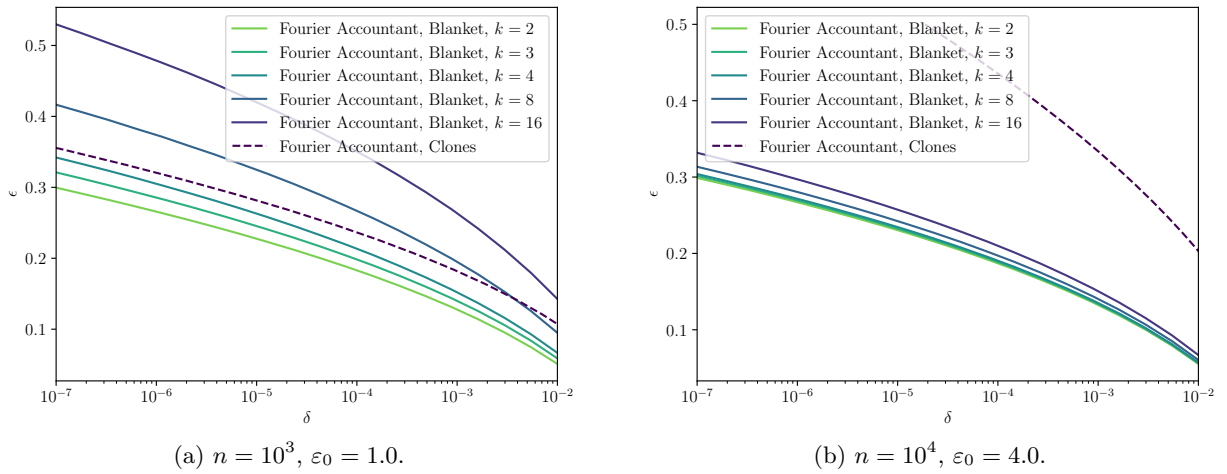 0.5
0.4
0.3
0.2
0.1
ϵ
Fourier Accountant, Blanket, k = 2
Fourier Accountant, Blanket, k = 3
Fourier Accountant, Blanket, k = 4
Fourier Accountant, Blanket, k = 8
Fourier Accountant, Blanket, k = 16
Fourier Accountant, Clones
10⁻⁷ 10⁻⁶ 10⁻⁵ 10⁻⁴ 10⁻³ 10⁻²
δ
(a) n = 10³, ε₀ = 1.0.
0.5
0.4
0.3
0.2
0.1
ϵ
Fourier Accountant, Blanket, k = 2
Fourier Accountant, Blanket, k = 3
Fourier Accountant, Blanket, k = 4
Fourier Accountant, Blanket, k = 8
Fourier Accountant, Blanket, k = 16
Fourier Accountant, Clones
10⁻⁷ 10⁻⁶ 10⁻⁵ 10⁻⁴ 10⁻³ 10⁻²
δ
(b) n = 10⁴, ε₀ = 4.0.